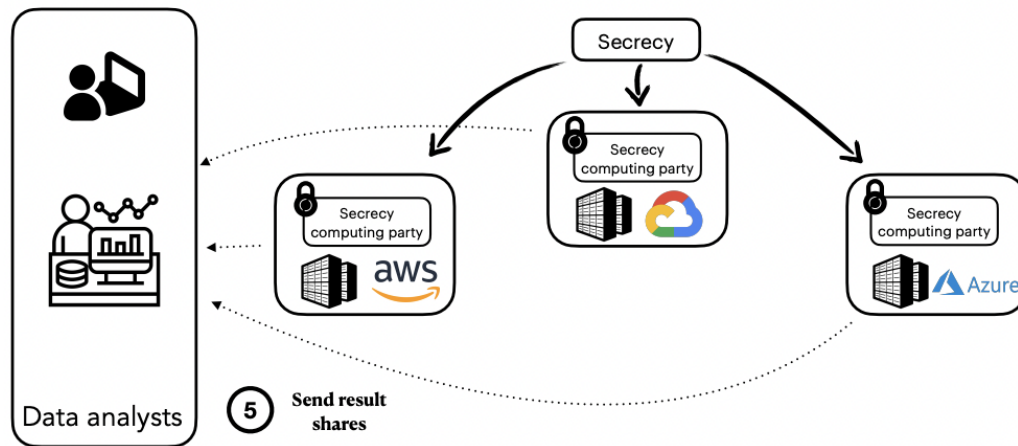 Secrecy
Secrecy
computing party
Secrecy
computing party
aws
Secrecy
computing party
Azure
Data analysts
5
Send result
shares